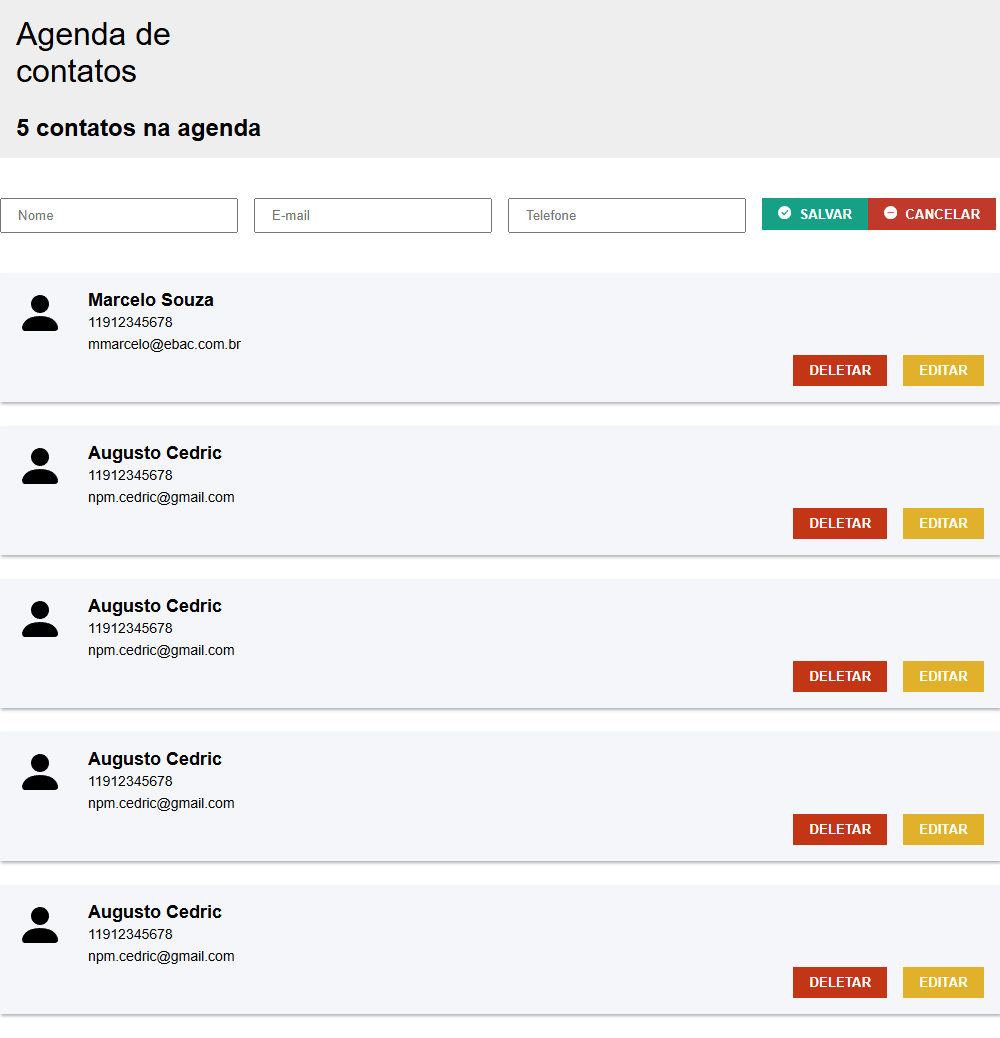 Agenda de
contatos
5 contatos na agenda
Nome E-mail Telefone SALVAR CANCELAR
Marcelo Souza
11912345678
mmarcelo@ebac.com.br
DELETAR EDITAR
Augusto Cedric
11912345678
npm.cedric@gmail.com
DELETAR EDITAR
Augusto Cedric
11912345678
npm.cedric@gmail.com
DELETAR EDITAR
Augusto Cedric
11912345678
npm.cedric@gmail.com
DELETAR EDITAR
Augusto Cedric
11912345678
npm.cedric@gmail.com
DELETAR EDITAR